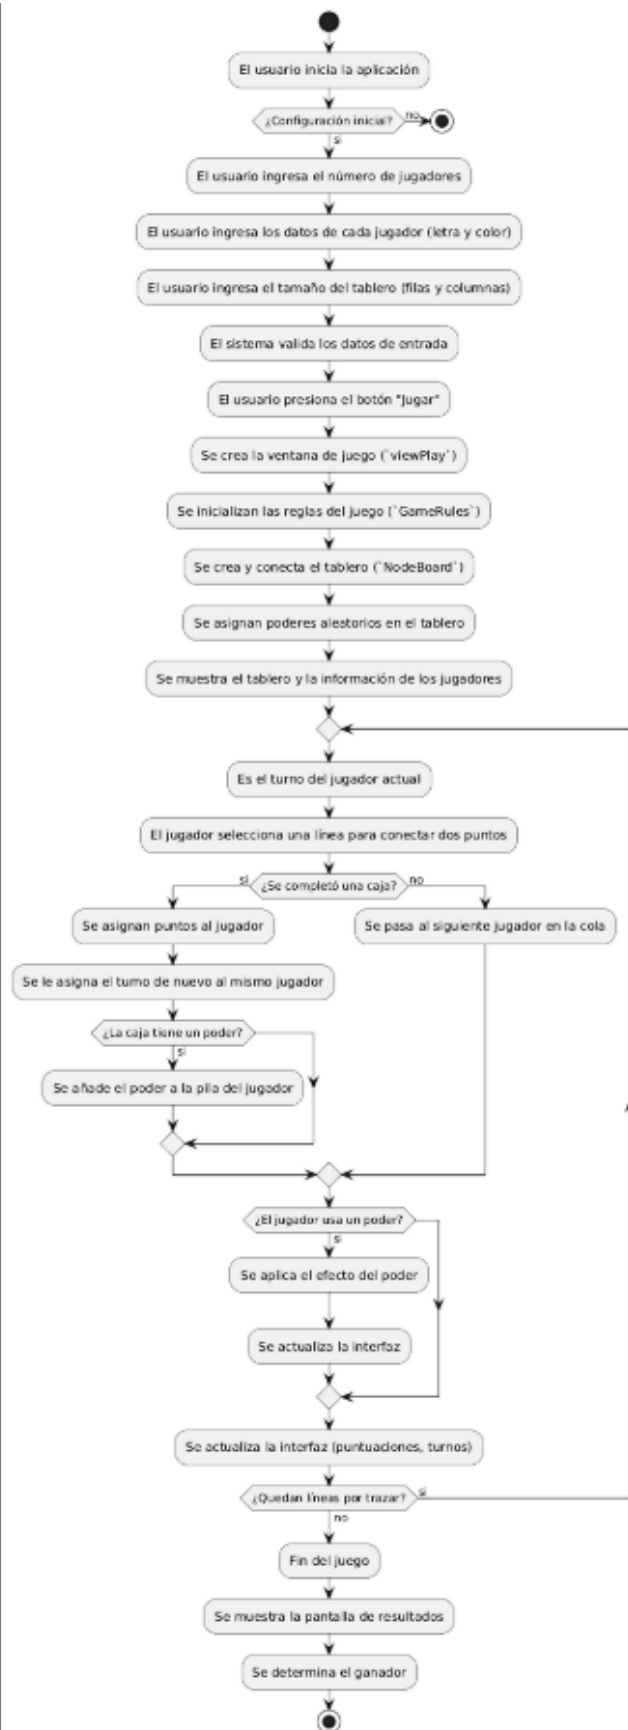 El usuario inicia la aplicación
¿Configuración inicial?
no
si
El usuario ingresa el número de jugadores
El usuario ingresa los datos de cada jugador (letra y color)
El usuario ingresa el tamaño del tablero (filas y columnas)
El sistema valida los datos de entrada
El usuario presiona el botón "Jugar"
Se crea la ventana de juego (`viewPlay`)
Se inicializan las reglas del juego (`GameRules`)
Se crea y conecta el tablero (`NodeBoard`)
Se asignan poderes aleatorios en el tablero
Se muestra el tablero y la información de los jugadores
Es el turno del jugador actual
El jugador selecciona una línea para conectar dos puntos
si
¿Se completó una caja?
no
Se asignan puntos al jugador
Se pasa al siguiente jugador en la cola
Se le asigna el turno de nuevo al mismo jugador
¿La caja tiene un poder?
si
Se añade el poder a la pila del jugador
¿El jugador usa un poder?
si
Se aplica el efecto del poder
Se actualiza la interfaz
Se actualiza la interfaz (puntuaciones, turnos)
¿Quedan líneas por trazar?
si
no
Fin del juego
Se muestra la pantalla de resultados
Se determina el ganador